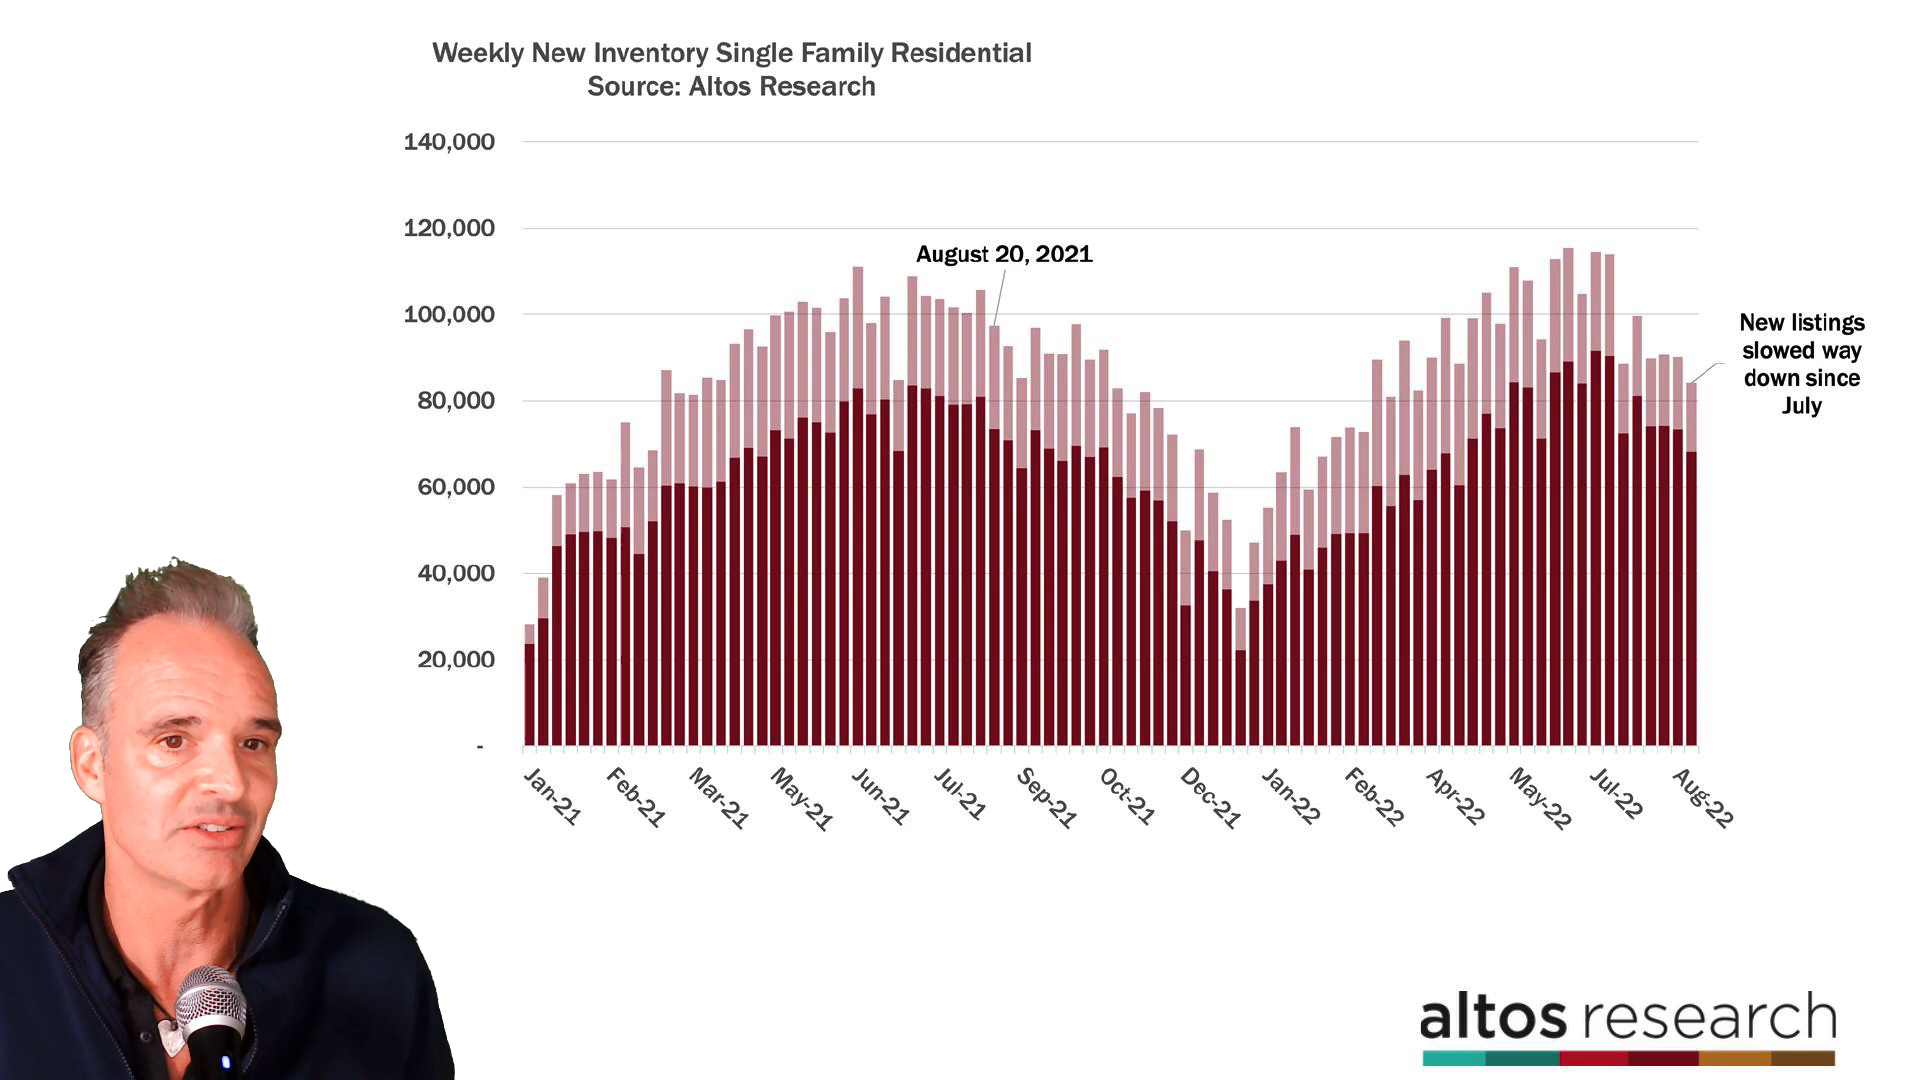 Weekly New Inventory Single Family Residential
Source: Altos Research
140,000
120,000
100,000
80,000
60,000
40,000
20,000
-
August 20, 2021
New listings
slowed way
down since
July
Jan-21
Feb-21
Mar-21
May-21
Jun-21
Jul-21
Sep-21
Oct-21
Dec-21
Jan-22
Feb-22
Apr-22
May-22
Jul-22
Aug-22
altos research